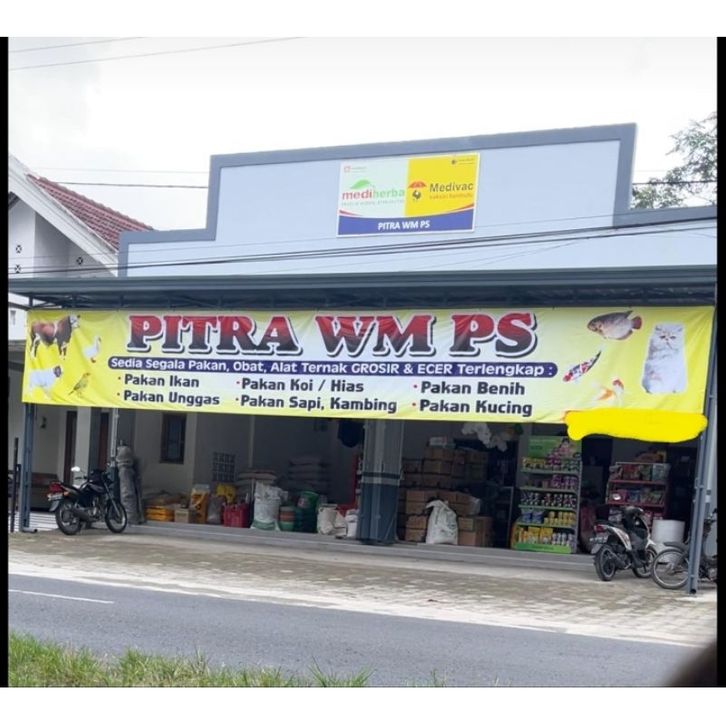 mediherba
Medivac
PITRA WM PS
PITRA WM PS
Sedia Segala Pakan, Obat, Alat Ternak GROSIR & ECER Terlengkap :
• Pakan Ikan • Pakan Koi / Hias • Pakan Benih
• Pakan Unggas • Pakan Sapi, Kambing • Pakan Kucing